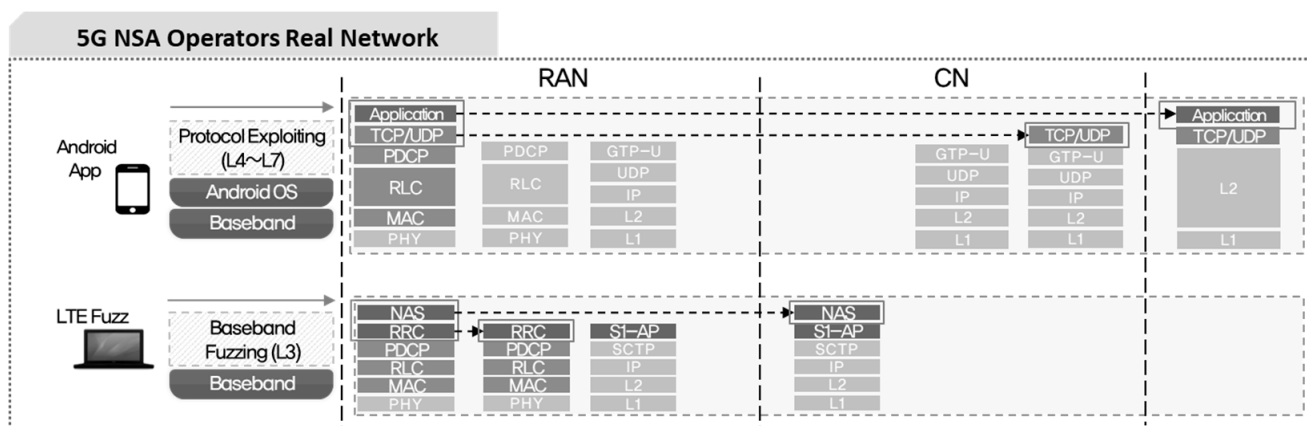 5G NSA Operators Real Network
RAN
CN
Android
App
Protocol Exploiting
(L4~L7)
Android OS
Baseband
Application
TCP/UDP
PDCP
RLC
MAC
PHY
PDCP
RLC
MAC
PHY
GTP-U
UDP
IP
L2
L1
GTP-U
UDP
IP
L2
L1
TCP/UDP
GTP-U
UDP
IP
L2
L1
Application
TCP/UDP
L2
L1
LTE Fuzz
Baseband
Fuzzing (L3)
Baseband
NAS
RRC
PDCP
RLC
MAC
PHY
RRC
PDCP
RLC
MAC
PHY
S1-AP
SCTP
IP
L2
L1
NAS
S1-AP
SCTP
IP
L2
L1